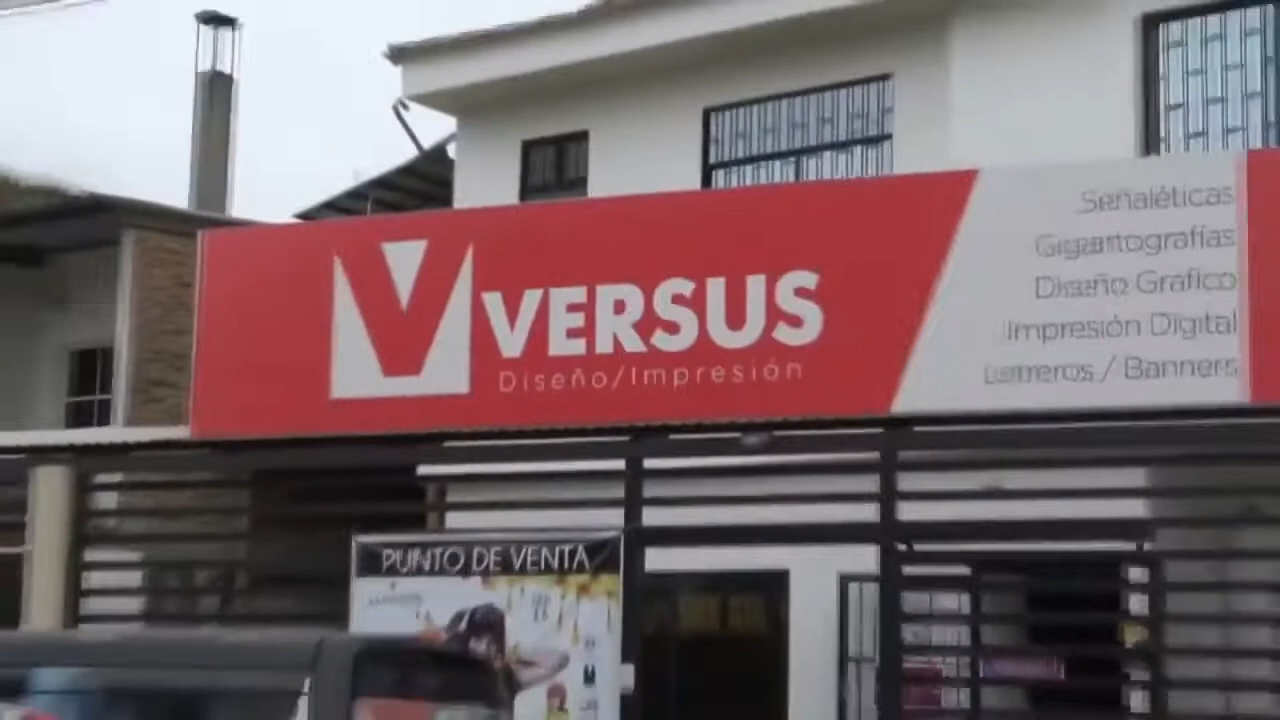 VERSUS
Diseño/Impresión
Señaléticas
Gigantografías
Diseño Gráfico
Impresión Digital
Letreros / Banners
PUNTO DE VENTA